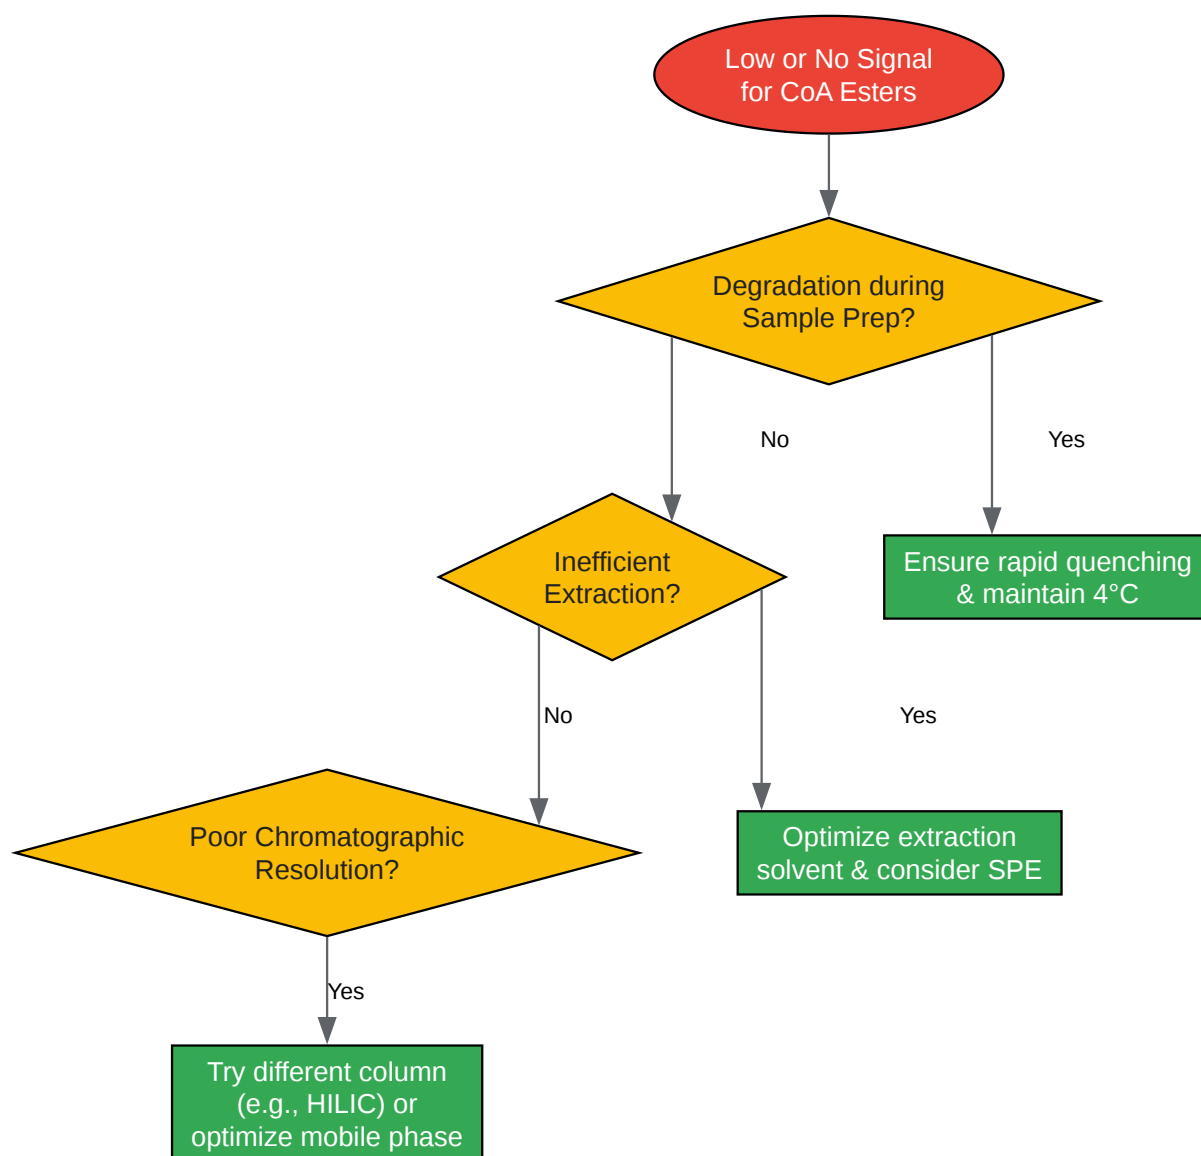 Low or No Signal
for CoA Esters
Degradation during
Sample Prep?
No
Yes
Inefficient
Extraction?
Ensure rapid quenching
& maintain 4°C
No
Yes
Poor Chromatographic
Resolution?
Optimize extraction
solvent & consider SPE
Yes
Try different column
(e.g., HILIC) or
optimize mobile phase